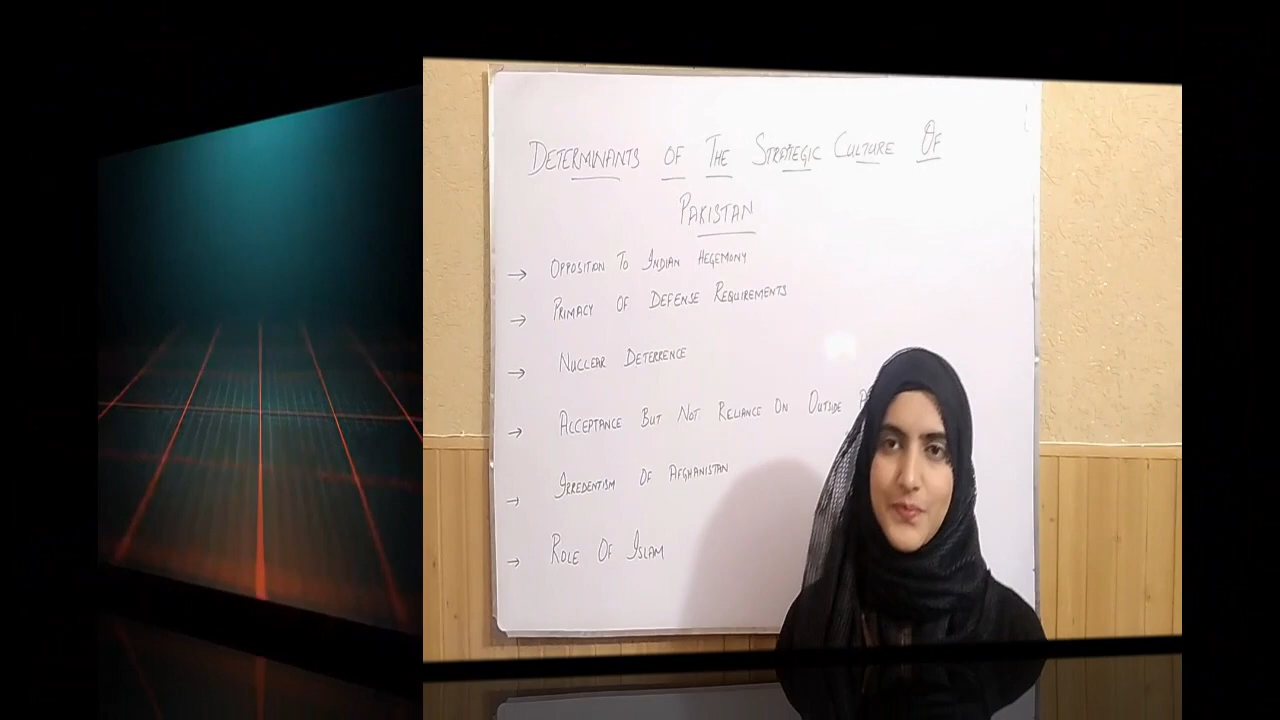 DETERMINANTS OF THE STRATEGIC CULTURE OF
PAKISTAN
→ OPPOSITION TO INDIAN HEGEMONY
→ PRIMACY OF DEFENSE REQUIREMENTS
→ NUCLEAR DETERRENCE
→ ACCEPTANCE BUT NOT RELIANCE ON OUTSIDE
→ IRREDENTISM OF AFGHANISTAN
→ ROLE OF ISLAM